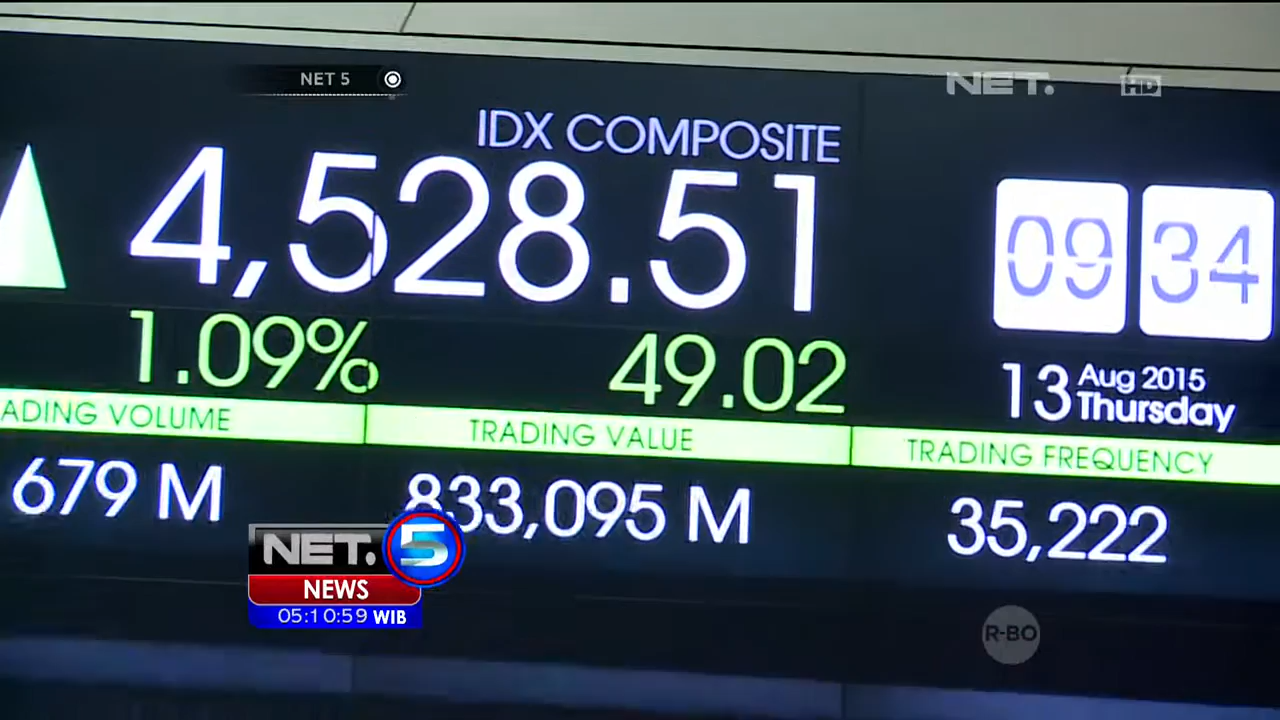 NET 5
NET.
HD
IDX COMPOSITE
4,528.51
09 34
1.09%
49.02
13
Aug 2015
Thursday
ADING VOLUME
TRADING VALUE
TRADING FREQUENCY
679 M
833,095 M
35,222
NET. 5
NEWS
05:10:59 WIB
R-BO